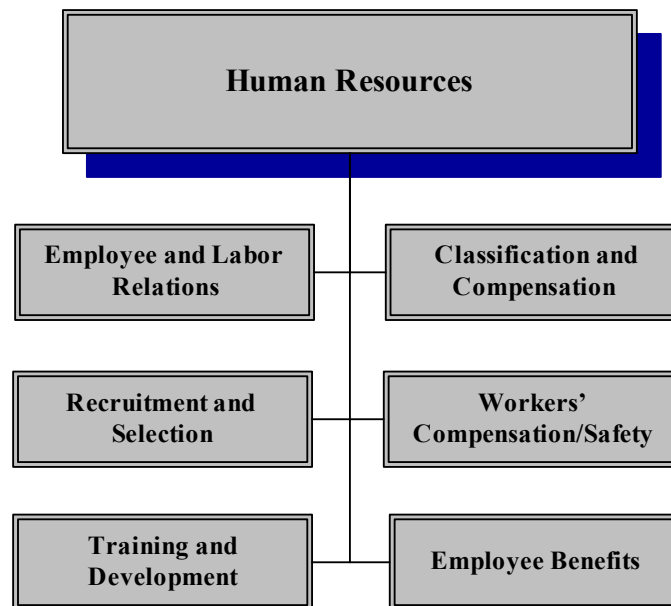 Human Resources
Employee and Labor
Relations
Classification and
Compensation
Recruitment and
Selection
Workers’
Compensation/Safety
Training and
Development
Employee Benefits